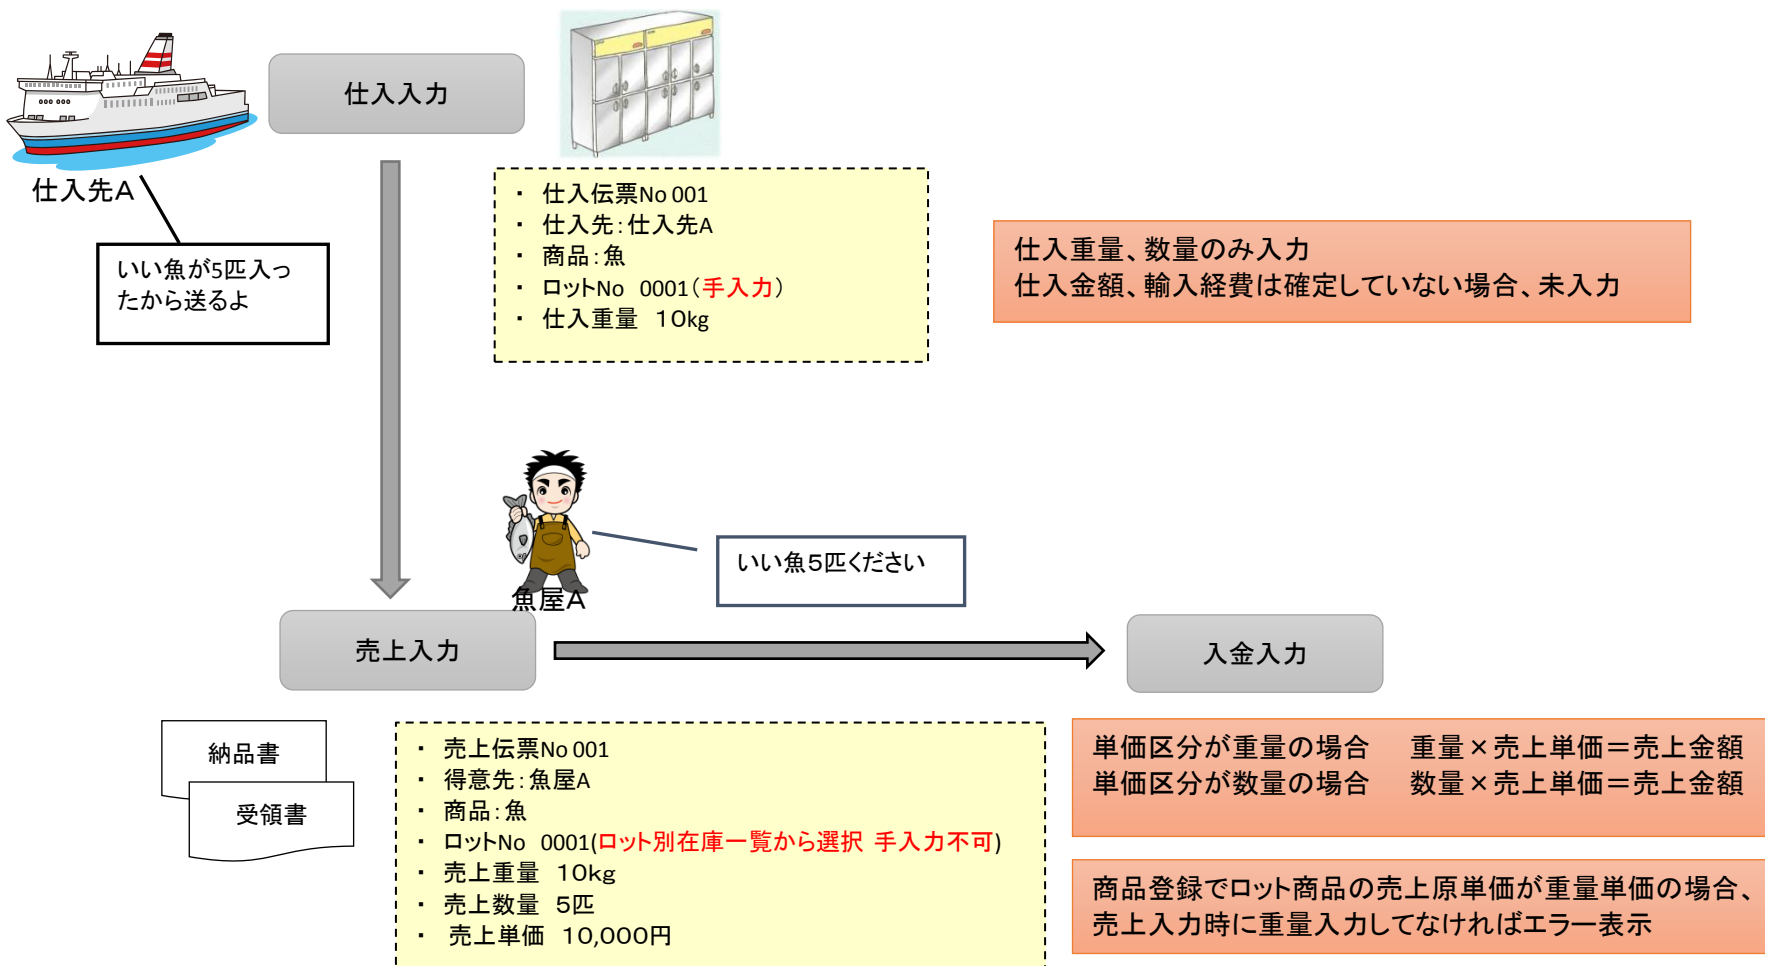 仕入入力
仕入先A
いい魚が5匹入っ
たから送るよ
・ 仕入伝票No 001
・ 仕入先：仕入先A
・ 商品：魚
・ ロットNo 0001（手入力）
・ 仕入重量 10kg
仕入重量、数量のみ入力
仕入金額、輸入経費は確定していない場合、未入力
いい魚５匹ください
魚屋A
売上入力
入金入力
納品書
受領書
・ 売上伝票No 001
・ 得意先：魚屋A
・ 商品：魚
・ ロットNo 0001(ロット別在庫一覧から選択 手入力不可)
・ 売上重量 10kg
・ 売上数量 5匹
・ 売上単価 10,000円
単価区分が重量の場合 重量×売上単価＝売上金額
単価区分が数量の場合 数量×売上単価＝売上金額
商品登録でロット商品の売上原単価が重量単価の場合、
売上入力時に重量入力してなければエラー表示